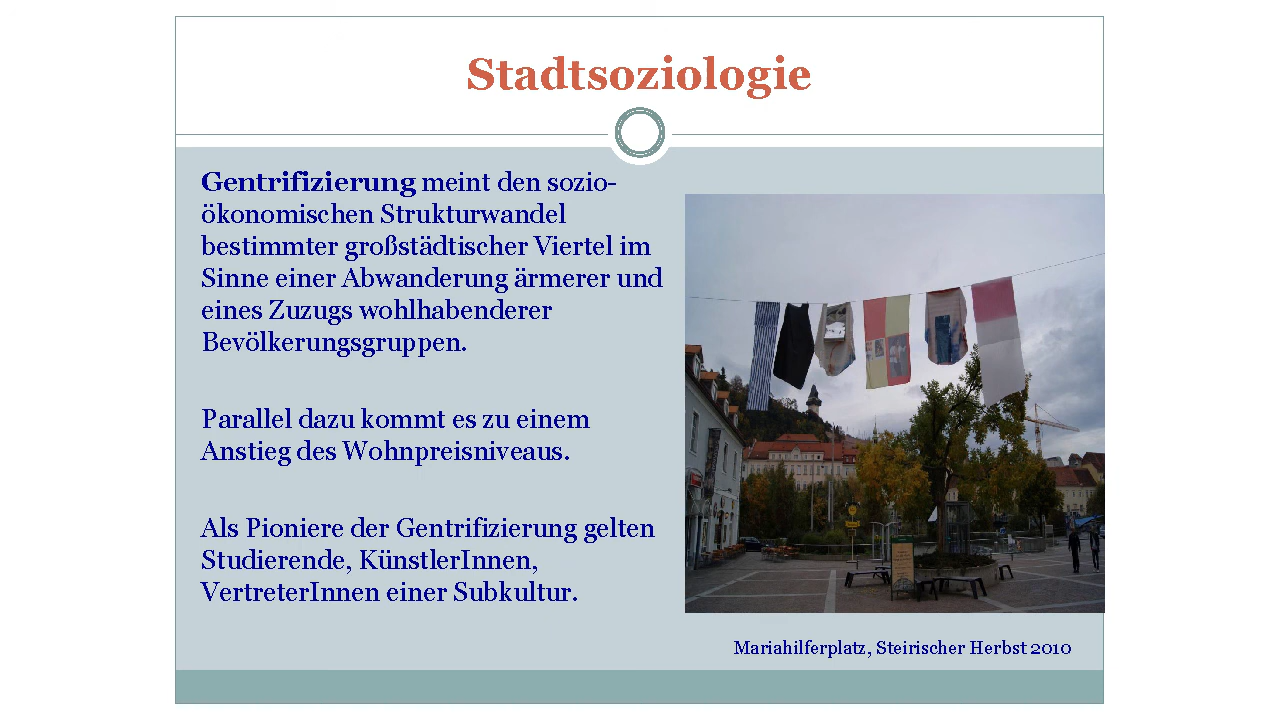 Stadtsoziologie
Gentrifizierung meint den sozio-
ökonomischen Strukturwandel
bestimmter großstädtischer Viertel im
Sinne einer Abwanderung ärmerer und
eines Zuzugs wohlhabenderer
Bevölkerungsgruppen.
Parallel dazu kommt es zu einem
Anstieg des Wohnpreisniveaus.
Als Pioniere der Gentrifizierung gelten
Studierende, KünstlerInnen,
VertreterInnen einer Subkultur.
Mariahilferplatz, Steirischer Herbst 2010